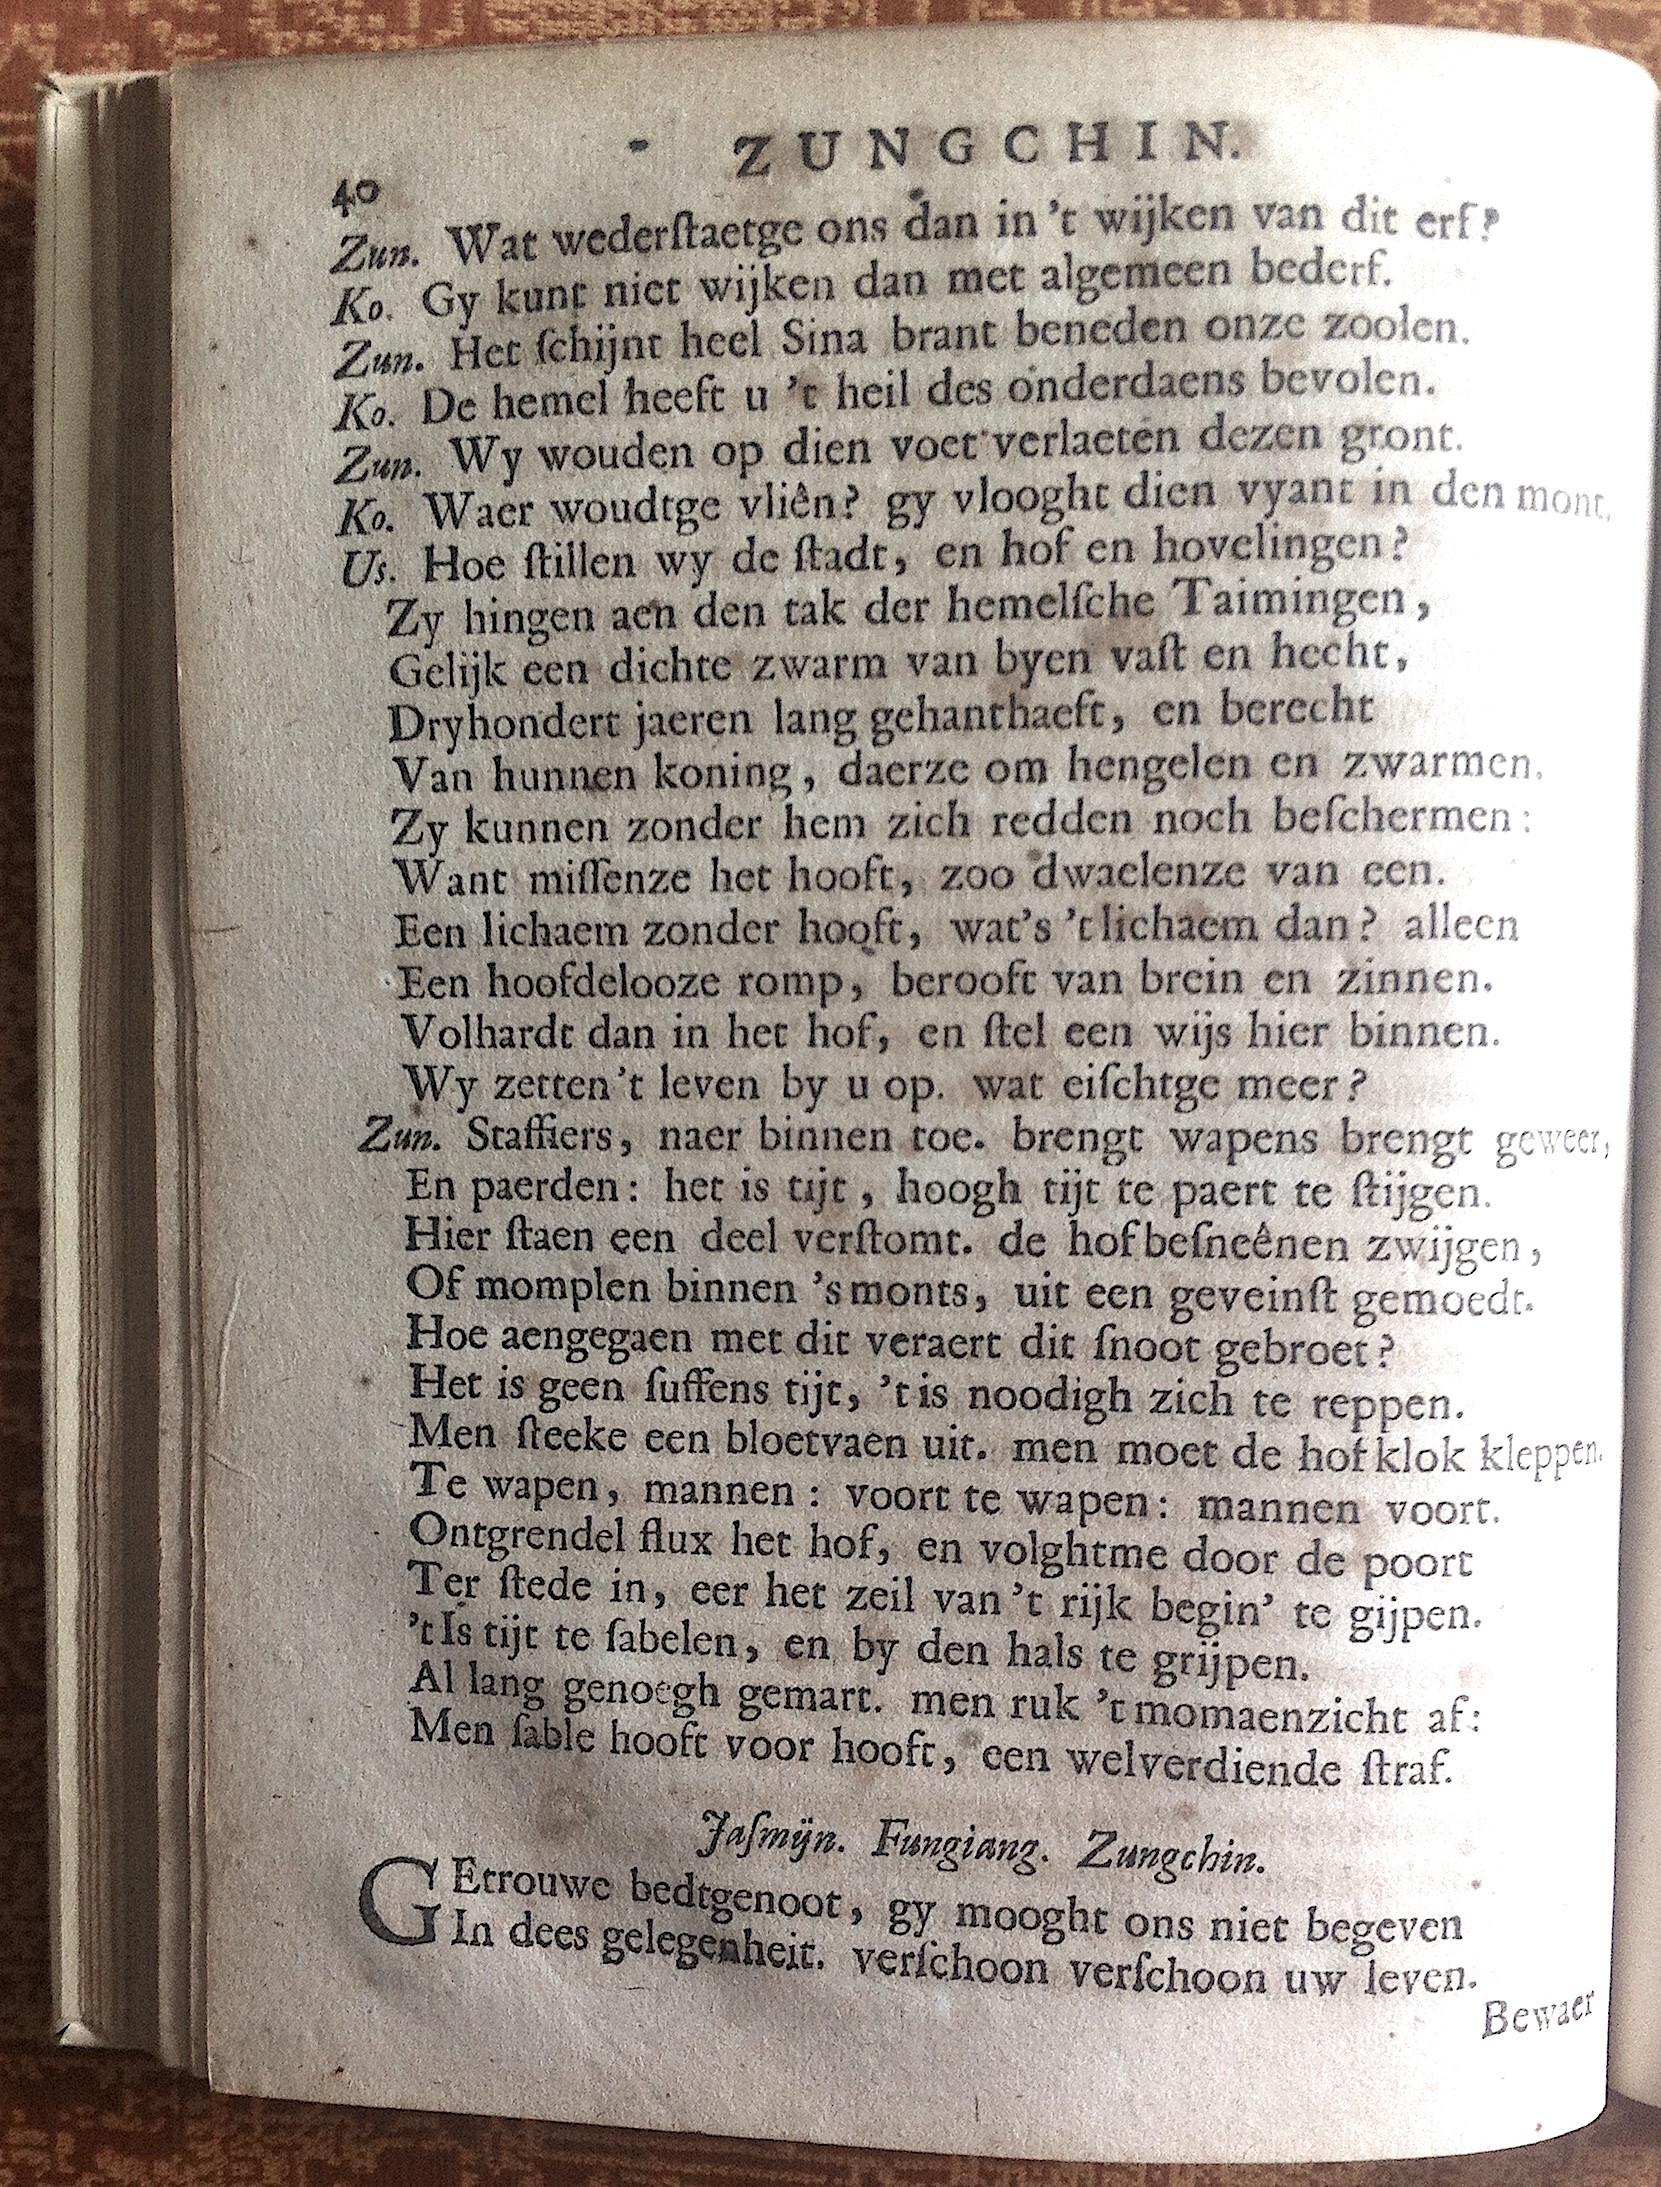 ZUNGCHIN.
40
Zun. Wat wederſtaetge ons dan in 't wijken van dit erf?
Ko. Gy kunt niet wijken dan met algemeen bederf.
Zun. Het ſchijnt heel Sina brant beneden onze zoolen.
Ko. De hemel heeft u 't heil des onderdaens bevolen.
Zun. Wy wouden op dien voet verlaeten dezen gront.
Ko. Waer woudtge vliên? gy vlooght dien vyant in den mont.
Us. Hoe ſtillen wy de ſtadt, en hof en hovelingen?
Zy hingen aen den tak der hemelſche Taimingen,
Gelijk een dichte zwarm van byen vaſt en hecht,
Dryhondert jaeren lang gehanthaeft, en berecht
Van hunnen koning, daerze om hengelen en zwarmen.
Zy kunnen zonder hem zich redden noch beſchermen:
Want miſſenze het hooft, zoo dwaelenze van een.
Een lichaem zonder hooft, wat's 't lichaem dan? alleen
Een hoofdelooze romp, berooft van brein en zinnen.
Volhardt dan in het hof, en ſtel een wijs hier binnen.
Wy zetten 't leven by u op. wat eiſchtge meer?
Zun. Staffiers, naer binnen toe. brengt wapens brengt geweer,
En paerden: het is tijt, hoogh tijt te paert te ſtijgen.
Hier ſtaen een deel verſtomt. de hofbeſneênen zwijgen,
Of momplen binnen 's monts, uit een geveinſt gemoedt.
Hoe aengegaen met dit veraert dit ſnoot gebroet?
Het is geen ſuffens tijt, 't is noodigh zich te reppen.
Men ſteeke een bloetvaen uit. men moet de hofklok kleppen.
Te wapen, mannen: voort te wapen: mannen voort.
Ontgrendel flux het hof, en volghtme door de poort
Ter ſtede in, eer het zeil van 't rijk begin' te gijpen.
't Is tijt te ſabelen, en by den hals te grijpen.
Al lang genoegh gemart. men ruk 't momaenzicht af:
Men ſable hooft voor hooft, een welverdiende ſtraf.
Jaſmijn. Fungiang. Zungchin.
GEtrouwe bedtgenoot, gy mooght ons niet begeven
In dees gelegenheit. verſchoon verſchoon uw leven.
Bewaer